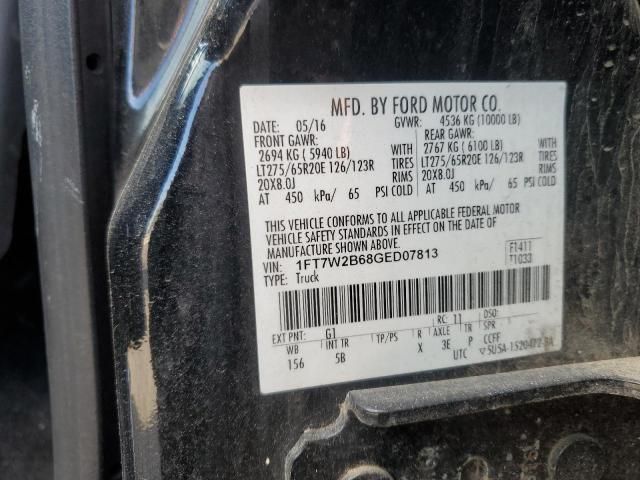 MFD. BY FORD MOTOR CO.
DATE: 05/16 GVWR: 4536 KG (10000 LB)
FRONT GAWR: REAR GAWR:
2694 KG ( 5940 LB) WITH 2767 KG ( 6100 LB) WITH
LT275/65R20E 126/123R TIRES LT275/65R20E 126/123R TIRES
20X8.0J RIMS 20X8.0J RIMS
AT 450 kPa/ 65 PSI COLD AT 450 kPa/ 65 PSI COLD
THIS VEHICLE CONFORMS TO ALL APPLICABLE FEDERAL MOTOR
VEHICLE SAFETY STANDARDS IN EFFECT ON THE DATE OF
MANUFACTURE SHOWN ABOVE.
VIN: 1FT7W2B68GED07813 F1411
TYPE: Truck T1033
EXT PNT: G1 RC: 11 DSO:
WB INT TR TP/PS R AXLE TR SPR
156 5B X 3E P CCFF
UTC